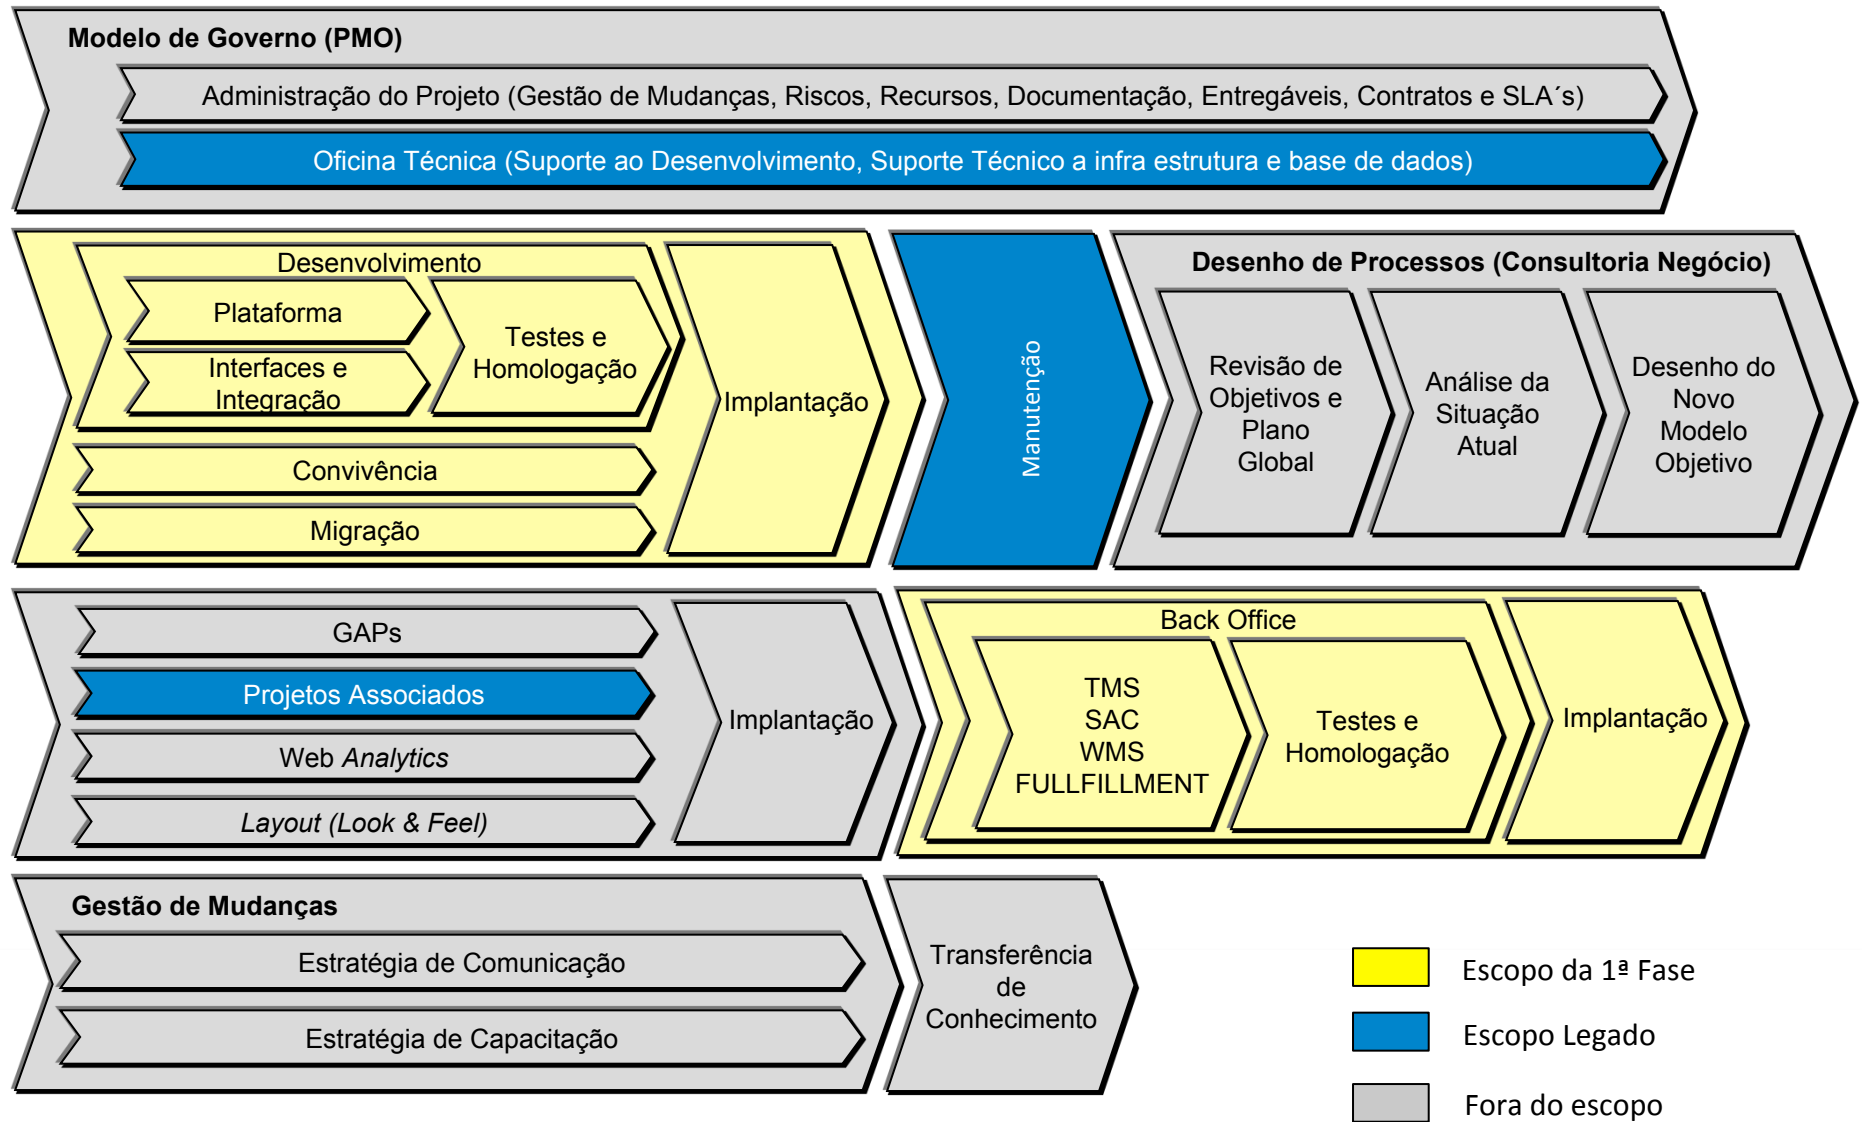 Modelo de Governo (PMO)
Administração do Projeto (Gestão de Mudanças, Riscos, Recursos, Documentação, Entregáveis, Contratos e SLA´s)
Oficina Técnica (Suporte ao Desenvolvimento, Suporte Técnico a infra estrutura e base de dados)
Desenvolvimento
Plataforma
Interfaces e
Integração
Testes e
Homologação
Convivência
Migração
Implantação
Manutenção
Desenho de Processos (Consultoria Negócio)
Revisão de
Objetivos e
Plano
Global
Análise da
Situação
Atual
Desenho do
Novo
Modelo
Objetivo
GAPs
Projetos Associados
Web Analytics
Layout (Look & Feel)
Implantação
Back Office
TMS
SAC
WMS
FULLFILLMENT
Testes e
Homologação
Implantação
Gestão de Mudanças
Estratégia de Comunicação
Estratégia de Capacitação
Transferência
de
Conhecimento
Escopo da 1ª Fase
Escopo Legado
Fora do escopo